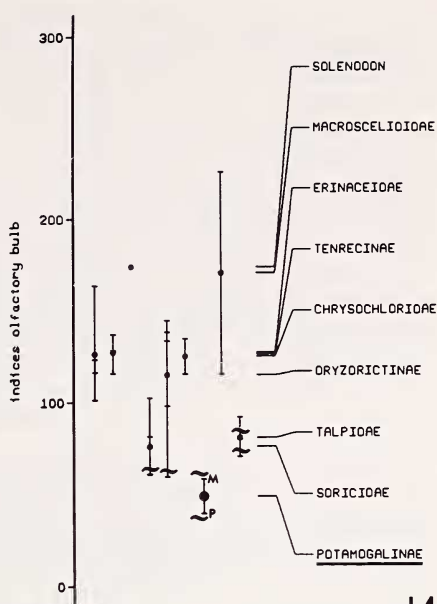 300
SOLENODON
MACROSCELIDIDAE
ERINACEIDAE
200
TENRECINAE
CHRYSOCHLORIDAE
indices olfactory bulb
ORYZORICTINAE
100
TALPIDAE
SORICIDAE
M
P
POTAMOGALINAE
0